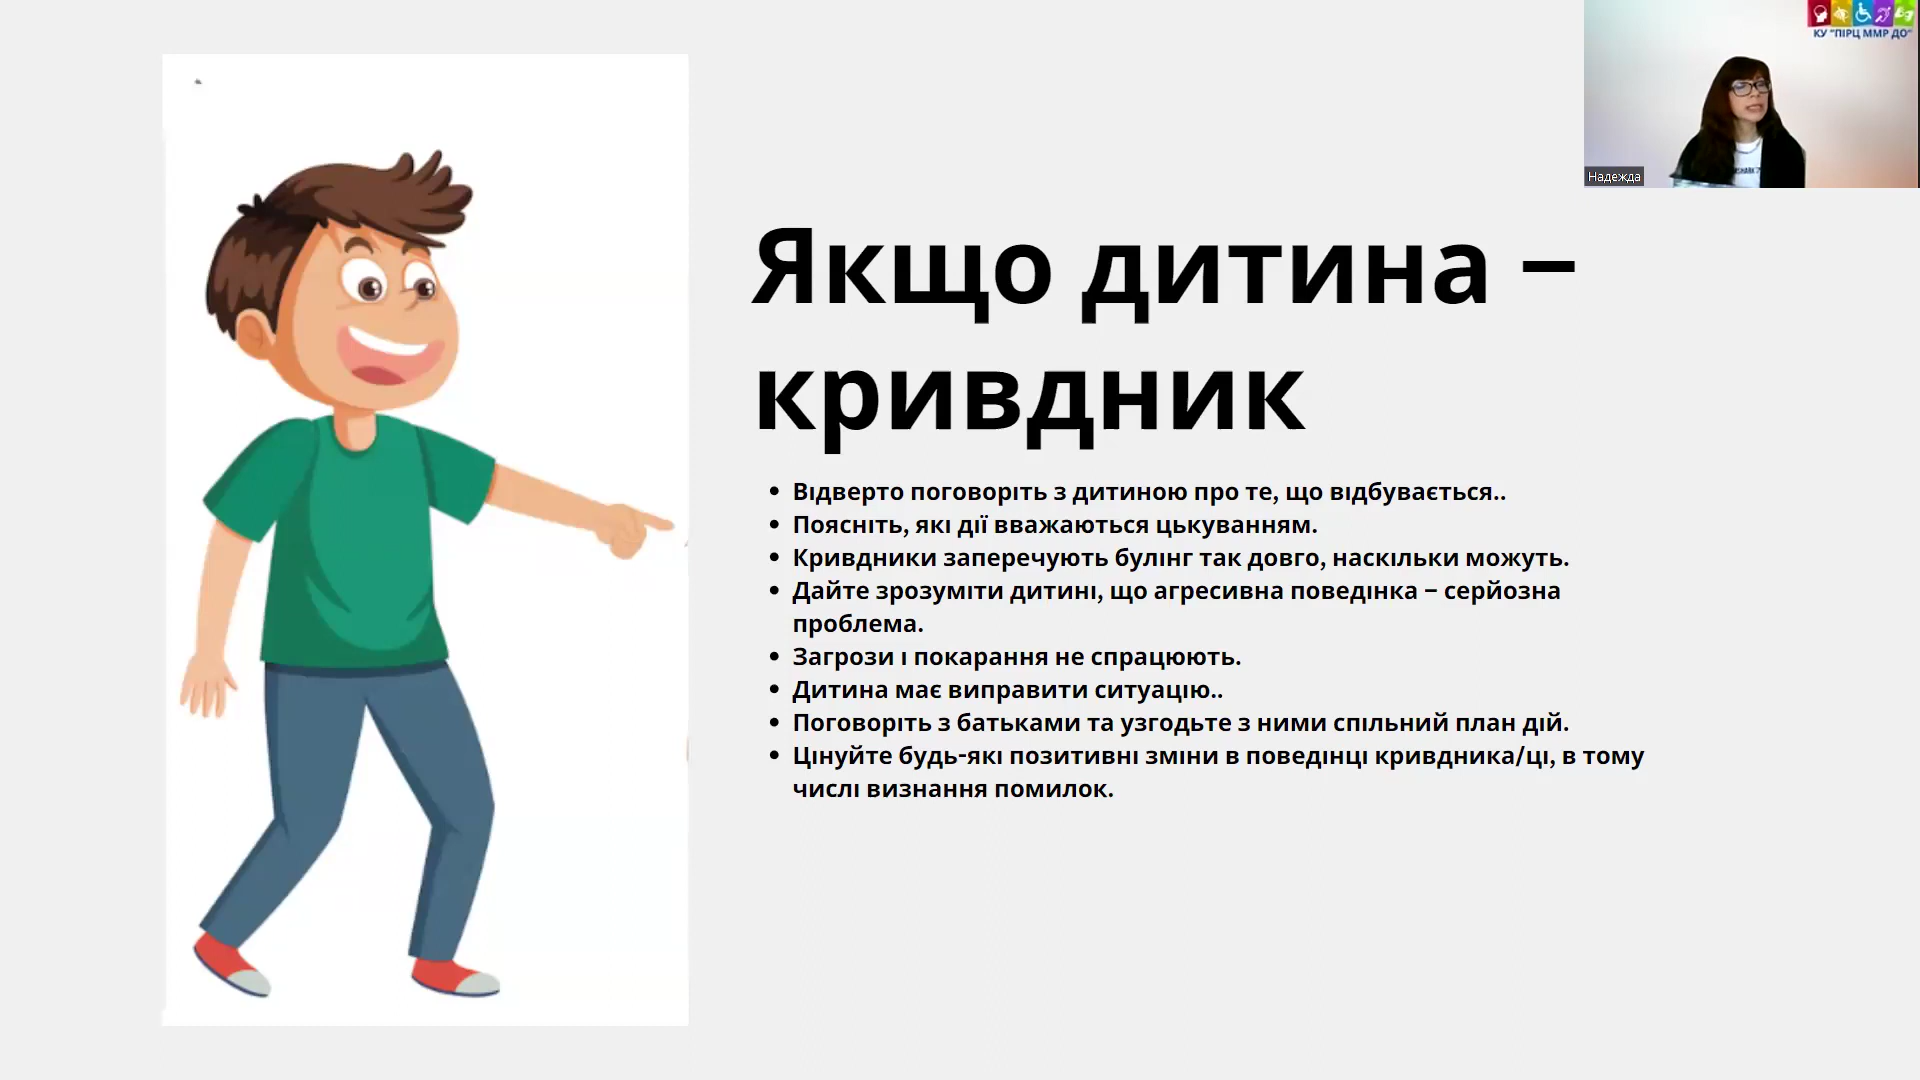 КУ "ПІРЦ ММР ДО"
Надежда
Якщо дитина –
кривдник
Відверто поговоріть з дитиною про те, що відбувається..
Поясніть, які дії вважаються цькуванням.
Кривдники заперечують булінг так довго, наскільки можуть.
Дайте зрозуміти дитині, що агресивна поведінка – серйозна
проблема.
Загрози і покарання не спрацюють.
Дитина має виправити ситуацію..
Поговоріть з батьками та узгодьте з ними спільний план дій.
Цінуйте будь-які позитивні зміни в поведінці кривдника/ці, в тому
числі визнання помилок.